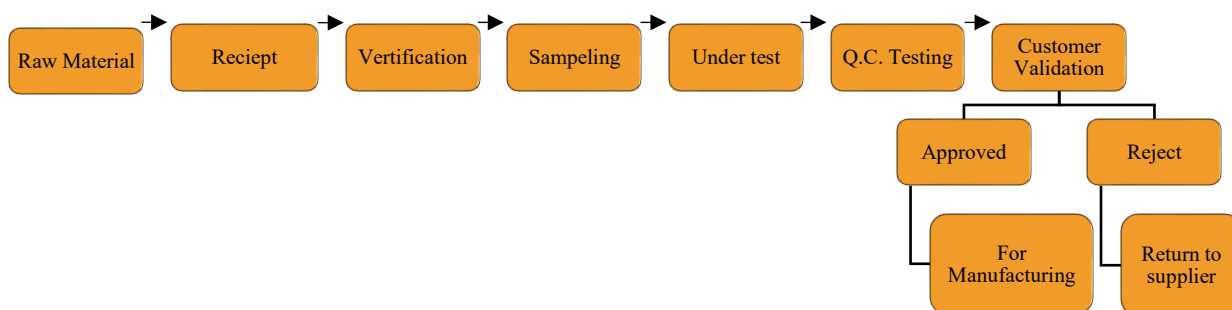 Raw Material
Reciept
Vertification
Sampeling
Under test
Q.C. Testing
Customer
Validation
Approved
Reject
For
Manufacturing
Return to
supplier